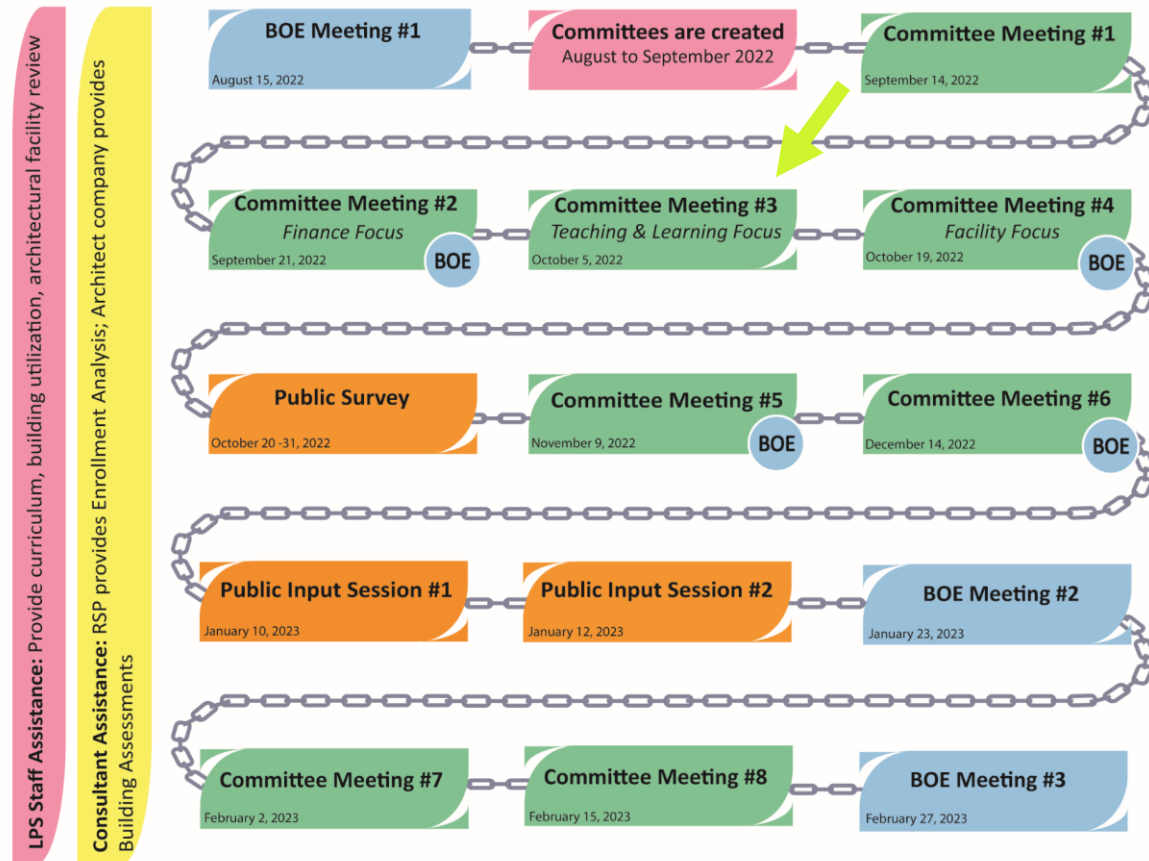 LPS Staff Assistance: Provide curriculum, building utilization, architectural facility review
Consultant Assistance: RSP provides Enrollment Analysis; Architect company provides
Building Assessments
BOE Meeting #1
August 15, 2022
Committees are created
August to September 2022
Committee Meeting #1
September 14, 2022
Committee Meeting #2
Finance Focus
September 21, 2022
BOE
Committee Meeting #3
Teaching & Learning Focus
October 5, 2022
Committee Meeting #4
Facility Focus
October 19, 2022
BOE
Public Survey
October 20 -31, 2022
Committee Meeting #5
November 9, 2022
BOE
Committee Meeting #6
December 14, 2022
BOE
Public Input Session #1
January 10, 2023
Public Input Session #2
January 12, 2023
BOE Meeting #2
January 23, 2023
Committee Meeting #7
February 2, 2023
Committee Meeting #8
February 15, 2023
BOE Meeting #3
February 27, 2023